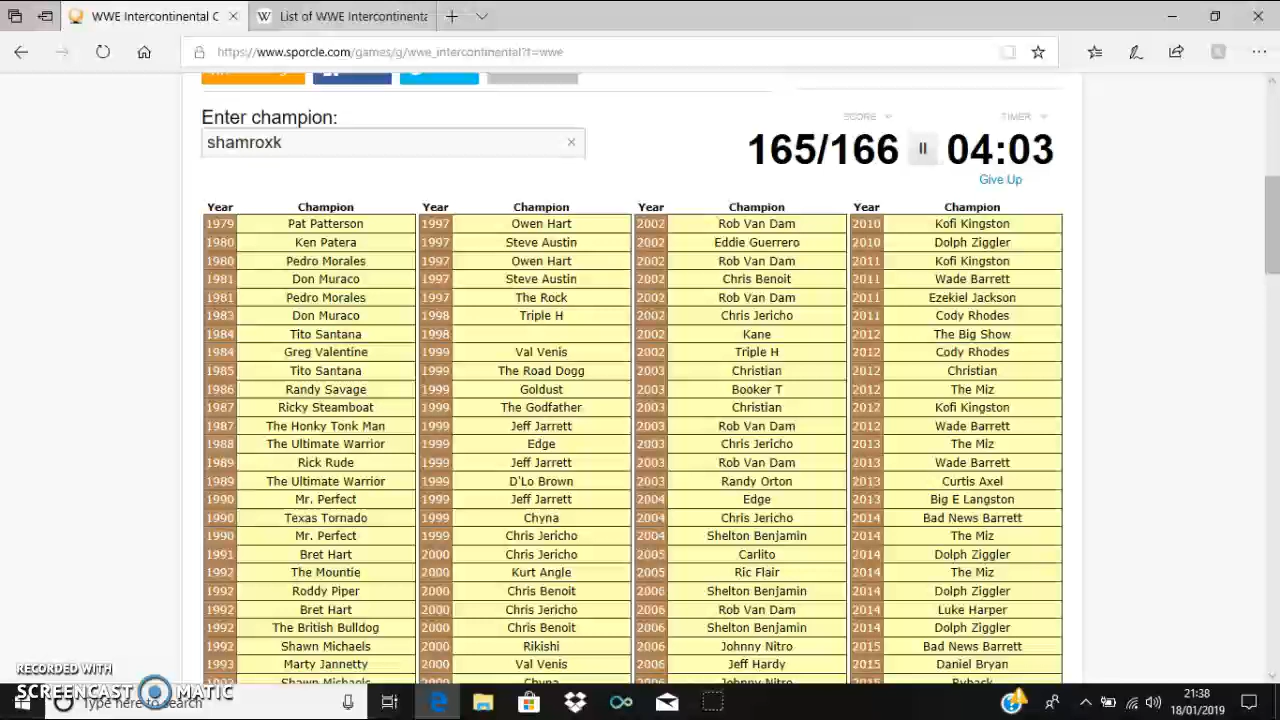 WWE Intercontinental C
List of WWE Intercontinenta
https://www.sporcle.com/games/g/wwe_intercontinental?t=wwe
Enter champion:
shamroxk
SCORE
TIMER
165/166
04:03
Give Up
Year Champion Year Champion Year Champion Year Champion
1979 Pat Patterson 1997 Owen Hart 2002 Rob Van Dam 2010 Kofi Kingston
1980 Ken Patera 1997 Steve Austin 2002 Eddie Guerrero 2010 Dolph Ziggler
1980 Pedro Morales 1997 Owen Hart 2002 Rob Van Dam 2011 Kofi Kingston
1981 Don Muraco 1997 Steve Austin 2002 Chris Benoit 2011 Wade Barrett
1981 Pedro Morales 1997 The Rock 2002 Rob Van Dam 2011 Ezekiel Jackson
1983 Don Muraco 1998 Triple H 2002 Chris Jericho 2011 Cody Rhodes
1984 Tito Santana 1998 2002 Kane 2012 The Big Show
1984 Greg Valentine 1999 Val Venis 2002 Triple H 2012 Cody Rhodes
1985 Tito Santana 1999 The Road Dogg 2003 Christian 2012 Christian
1986 Randy Savage 1999 Goldust 2003 Booker T 2012 The Miz
1987 Ricky Steamboat 1999 The Godfather 2003 Christian 2012 Kofi Kingston
1987 The Honky Tonk Man 1999 Jeff Jarrett 2003 Rob Van Dam 2012 Wade Barrett
1988 The Ultimate Warrior 1999 Edge 2003 Chris Jericho 2013 The Miz
1989 Rick Rude 1999 Jeff Jarrett 2003 Rob Van Dam 2013 Wade Barrett
1989 The Ultimate Warrior 1999 D'Lo Brown 2003 Randy Orton 2013 Curtis Axel
1990 Mr. Perfect 1999 Jeff Jarrett 2004 Edge 2013 Big E Langston
1990 Texas Tornado 1999 Chyna 2004 Chris Jericho 2014 Bad News Barrett
1990 Mr. Perfect 1999 Chris Jericho 2004 Shelton Benjamin 2014 The Miz
1991 Bret Hart 2000 Chris Jericho 2005 Carlito 2014 Dolph Ziggler
1992 The Mountie 2000 Kurt Angle 2005 Ric Flair 2014 The Miz
1992 Roddy Piper 2000 Chris Benoit 2006 Shelton Benjamin 2014 Dolph Ziggler
1992 Bret Hart 2000 Chris Jericho 2006 Rob Van Dam 2014 Luke Harper
1992 The British Bulldog 2000 Chris Benoit 2006 Shelton Benjamin 2014 Dolph Ziggler
1992 Shawn Michaels 2000 Rikishi 2006 Johnny Nitro 2015 Bad News Barrett
1993 Marty Jannetty 2000 Val Venis 2006 Jeff Hardy 2015 Daniel Bryan
1993 Shawn Michaels 2000 Chyna 2006 Johnny Nitro 2015 Ryback
RECORDED WITH
SCREENCAST MATIC
Type here to search
21:38
18/01/2019